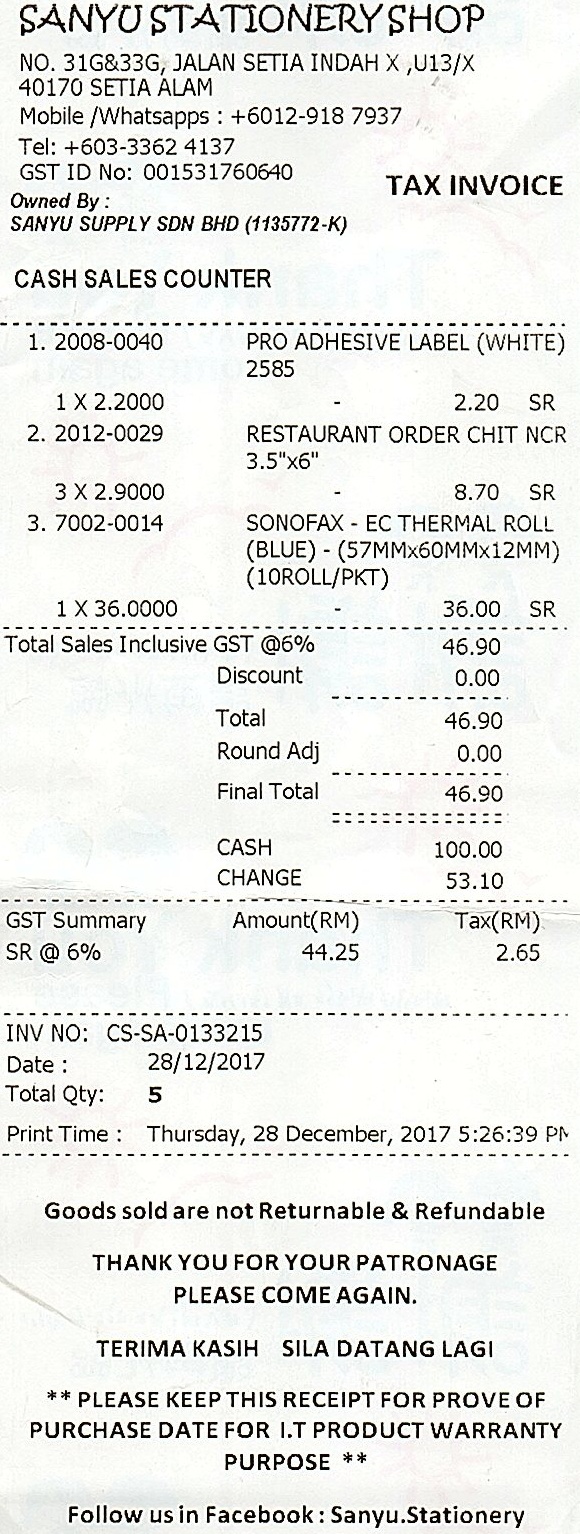 SANYU STATIONERY SHOP
NO. 31G&33G, JALAN SETIA INDAH X ,U13/X
40170 SETIA ALAM
Mobile /Whatsapps : +6012-918 7937
Tel: +603-3362 4137
GST ID No: 001531760640
TAX INVOICE
Owned By :
SANYU SUPPLY SDN BHD (1135772-K)
CASH SALES COUNTER
1. 2008-0040 PRO ADHESIVE LABEL (WHITE)
2585
1 X 2.2000 - 2.20 SR
2. 2012-0029 RESTAURANT ORDER CHIT NCR
3.5"x6"
3 X 2.9000 - 8.70 SR
3. 7002-0014 SONOFAX - EC THERMAL ROLL
(BLUE) - (57MMx60MMx12MM)
(10ROLL/PKT)
1 X 36.0000 - 36.00 SR
Total Sales Inclusive GST @6% 46.90
Discount 0.00
Total 46.90
Round Adj 0.00
Final Total 46.90
CASH 100.00
CHANGE 53.10
GST Summary Amount(RM) Tax(RM)
SR @ 6% 44.25 2.65
INV NO: CS-SA-0133215
Date : 28/12/2017
Total Qty: 5
Print Time : Thursday, 28 December, 2017 5:26:39 PM
Goods sold are not Returnable & Refundable
THANK YOU FOR YOUR PATRONAGE
PLEASE COME AGAIN.
TERIMA KASIH SILA DATANG LAGI
** PLEASE KEEP THIS RECEIPT FOR PROVE OF
PURCHASE DATE FOR I.T PRODUCT WARRANTY
PURPOSE **
Follow us in Facebook : Sanyu.Stationery